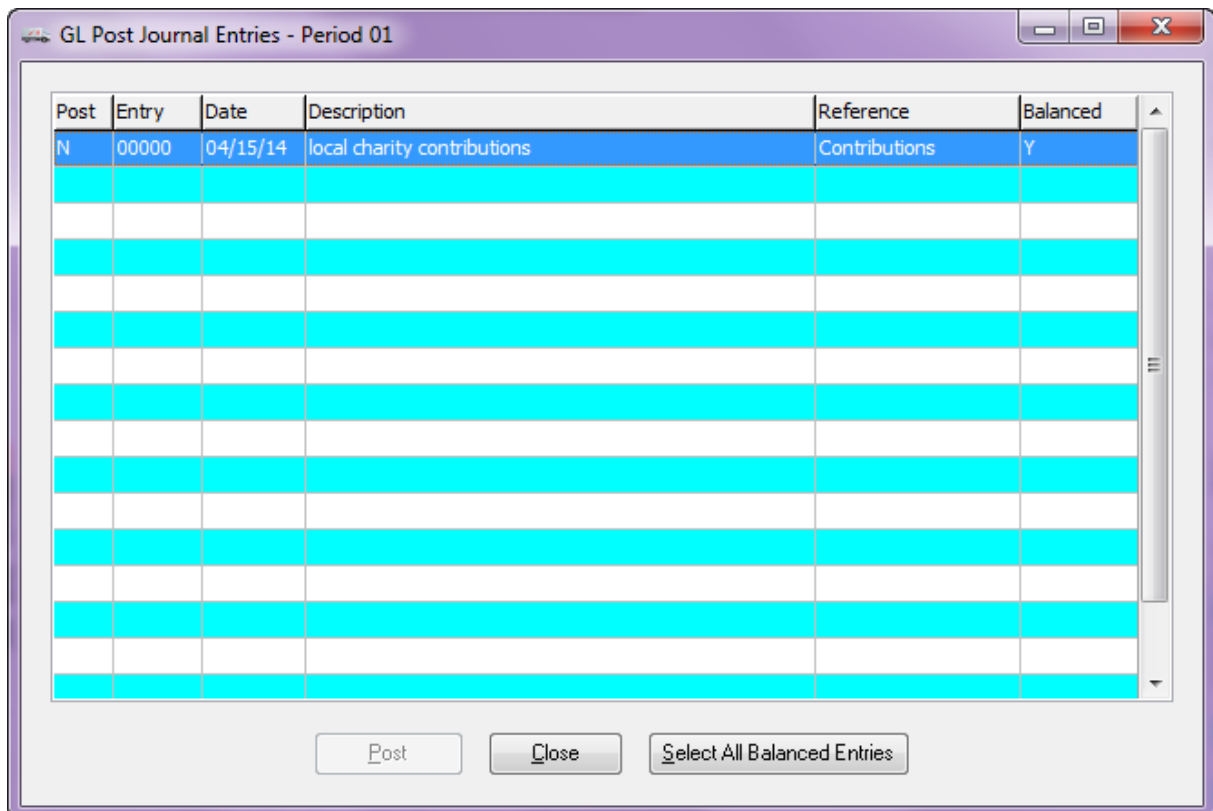 GL Post Journal Entries - Period 01
Post Entry Date Description Reference Balanced
N 00000 04/15/14 local charity contributions Contributions Y
Post Close Select All Balanced Entries